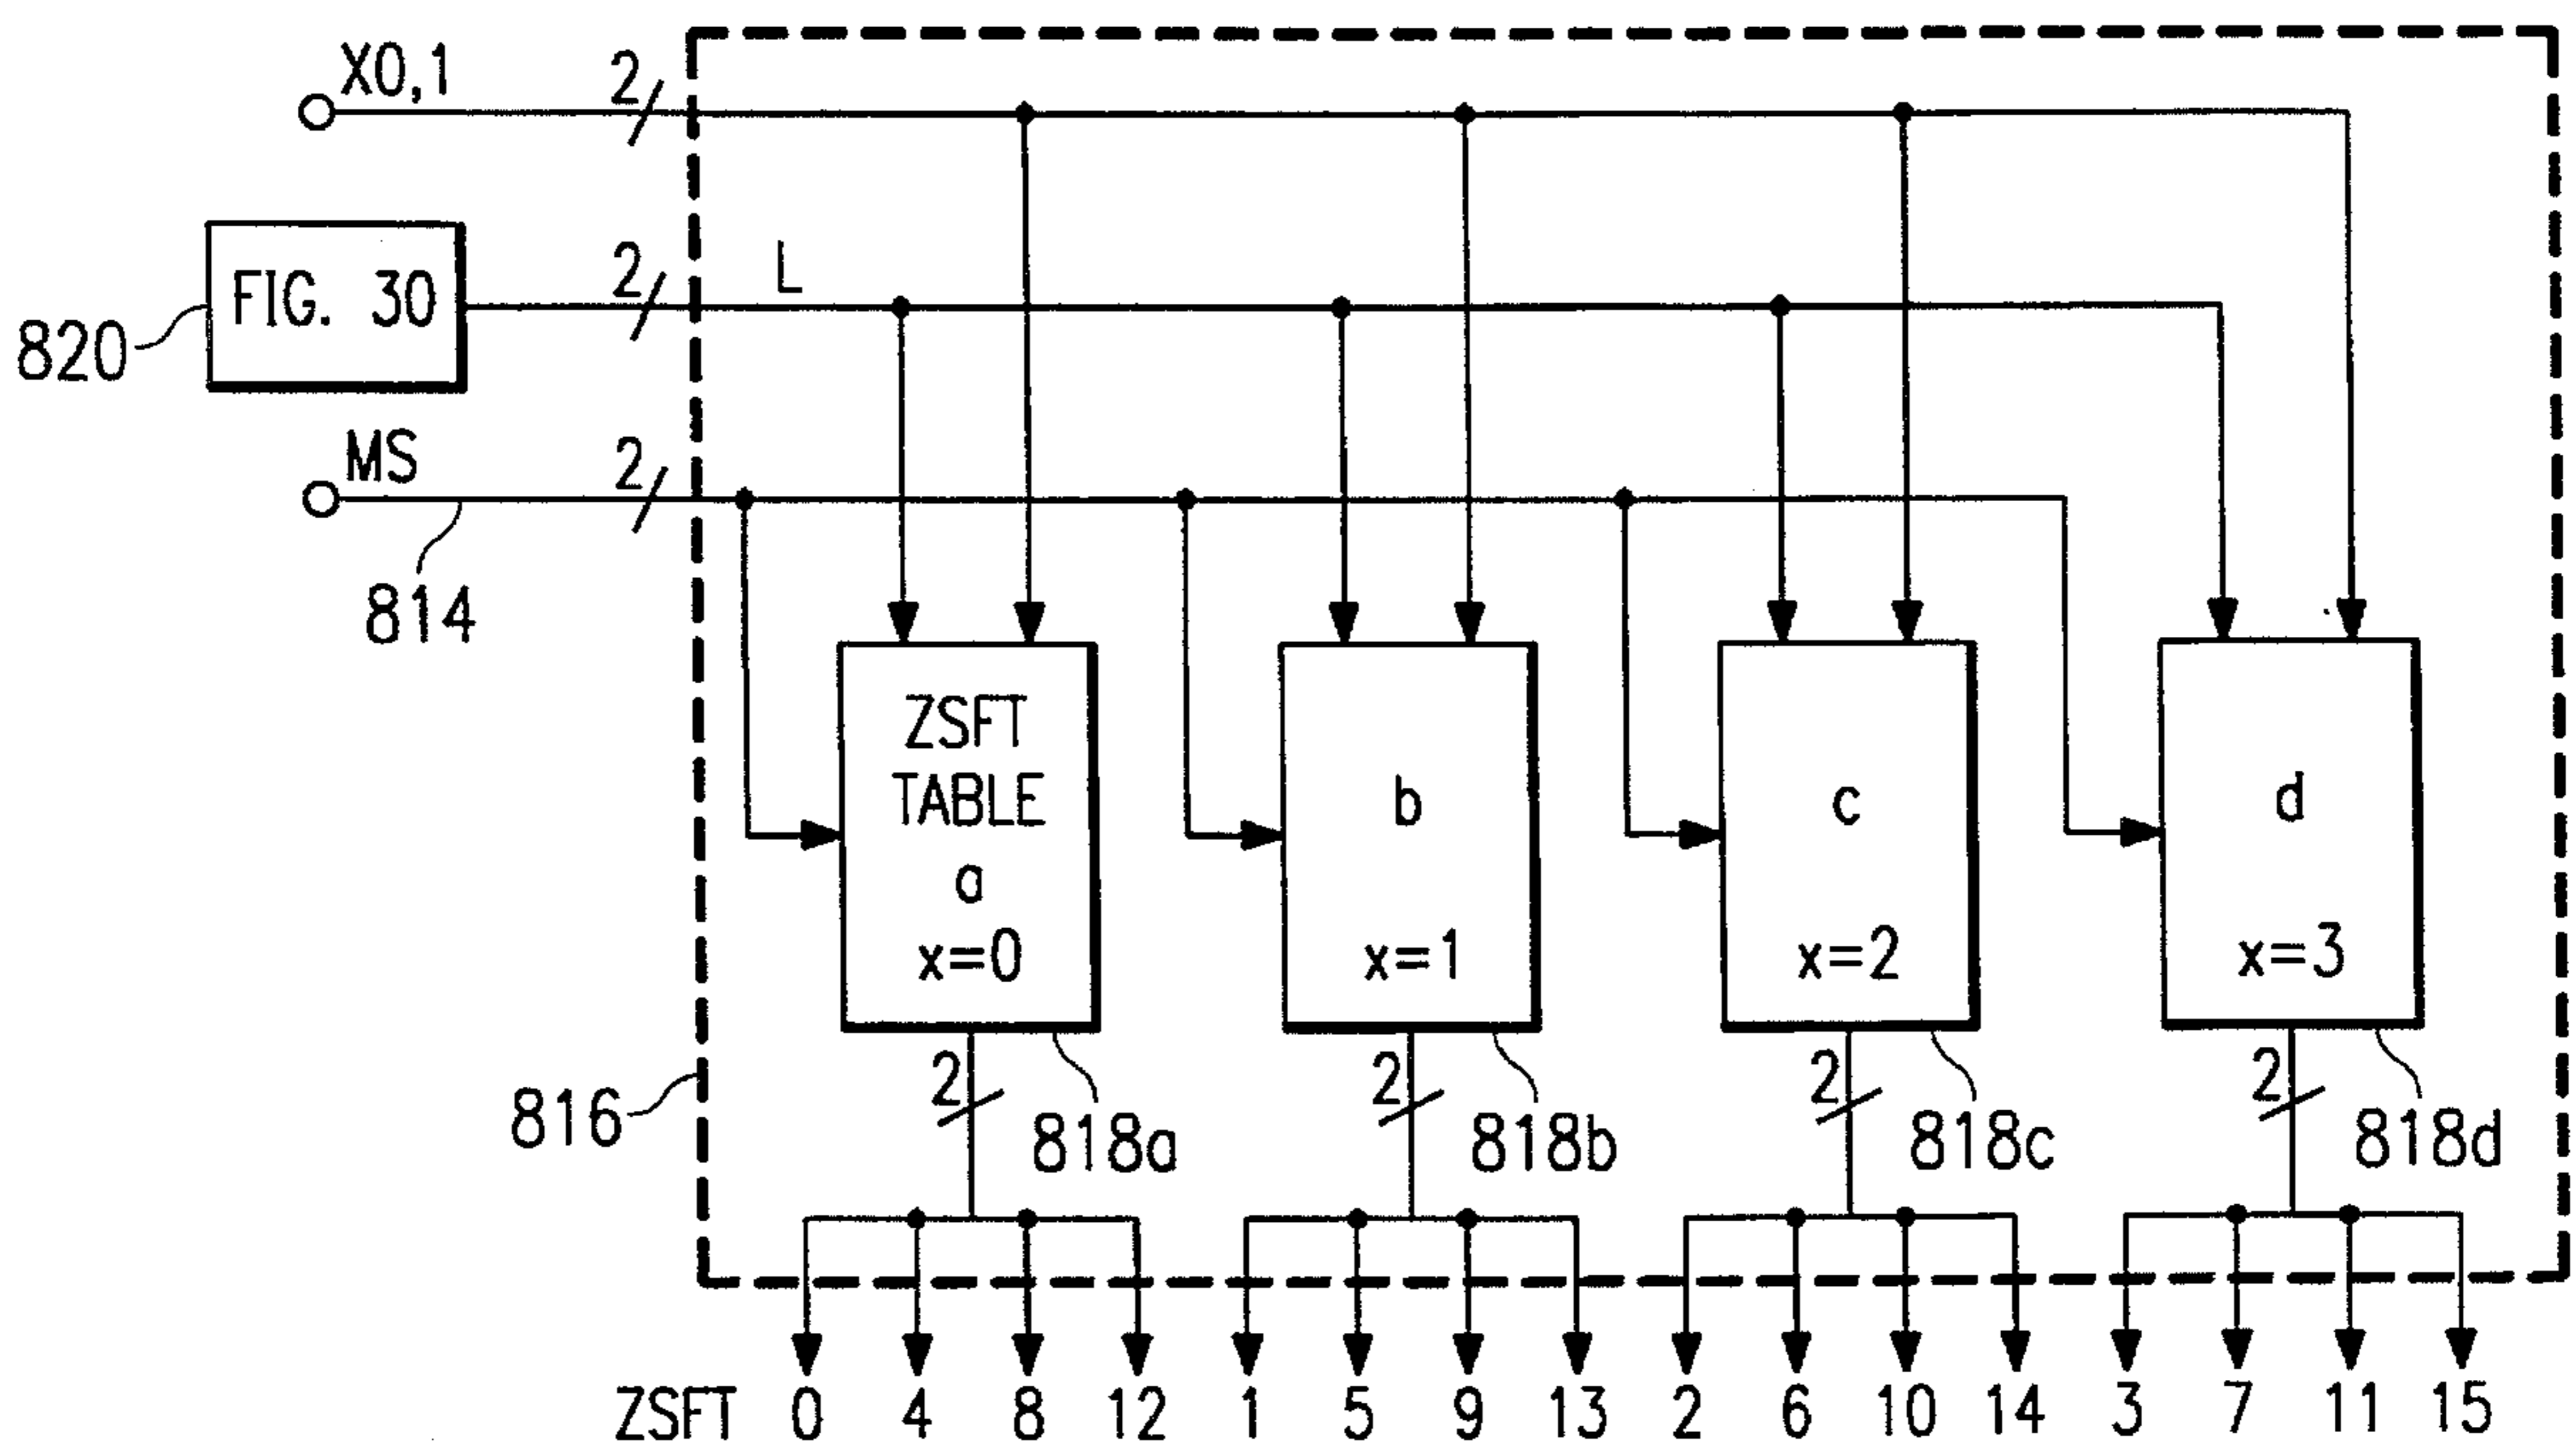 X0,1
2
FIG. 30
820
2
L
MS
2
814
ZSFT
TABLE
a
x=0
b
x=1
c
x=2
d
x=3
816
2
818a
2
818b
2
818c
2
818d
ZSFT 0 4 8 12 1 5 9 13 2 6 10 14 3 7 11 15